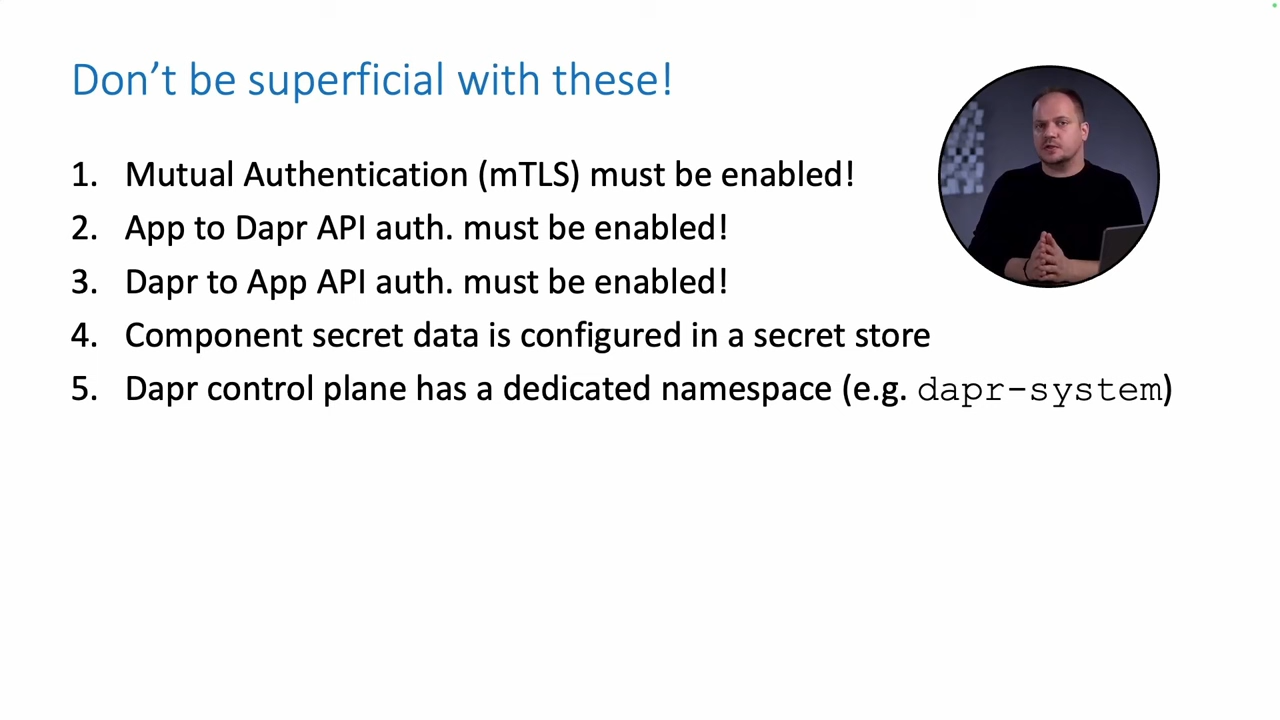 Don’t be superficial with these!
1. Mutual Authentication (mTLS) must be enabled!
2. App to Dapr API auth. must be enabled!
3. Dapr to App API auth. must be enabled!
4. Component secret data is configured in a secret store
5. Dapr control plane has a dedicated namespace (e.g. dapr-system)